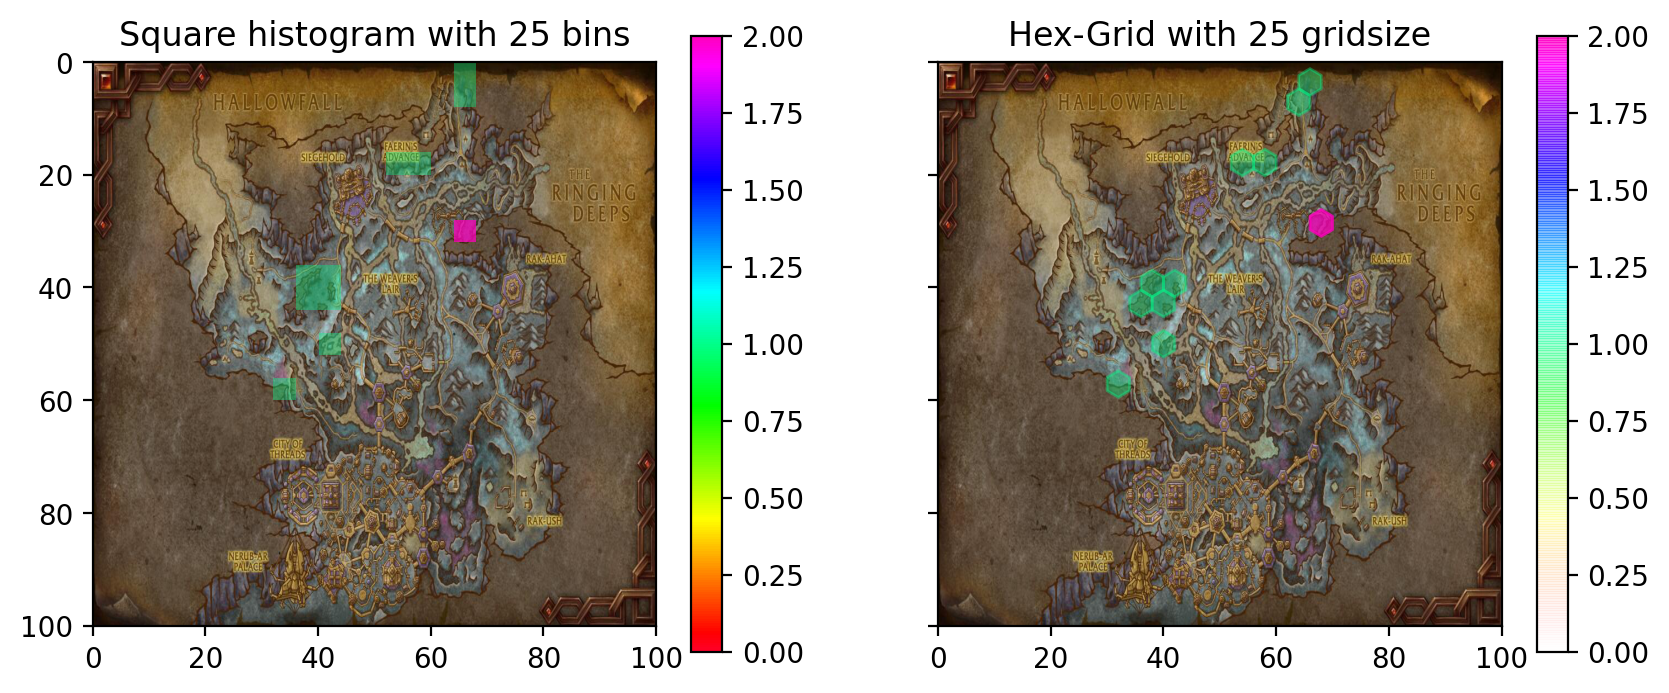 Square histogram with 25 bins
0
20
40
60
80
100
0
20
40
60
80
100
HALLOWFALL
SIEGEHOLD
FAERIN'S
ADVANCE
THE
RINGING
DEEPS
RAK-AHAT
THE WEAVER'S
LAIR
CITY OF
THREADS
RAK-USH
NERUB-AR
PALACE
2.00
1.75
1.50
1.25
1.00
0.75
0.50
0.25
0.00
Hex-Grid with 25 gridsize
HALLOWFALL
SIEGEHOLD
FAERIN'S
ADVANCE
THE
RINGING
DEEPS
RAK-AHAT
THE WEAVER'S
LAIR
CITY OF
THREADS
RAK-USH
NERUB-AR
PALACE
0
20
40
60
80
100
2.00
1.75
1.50
1.25
1.00
0.75
0.50
0.25
0.00